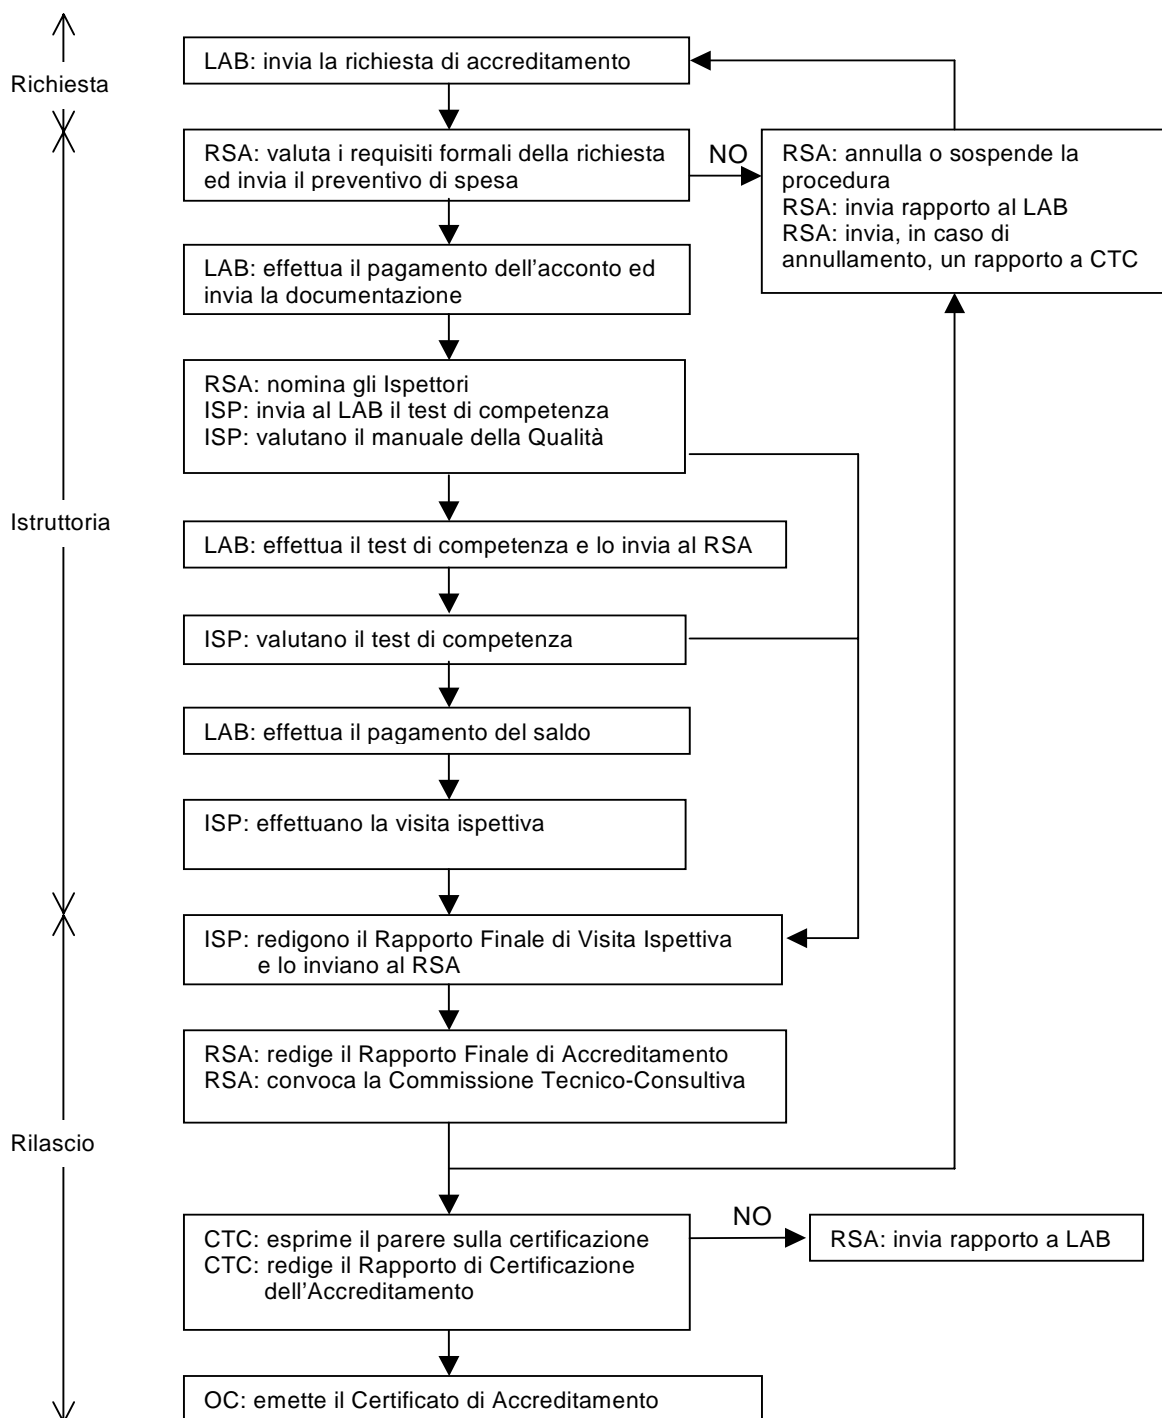 LAB: invia la richiesta di accreditamento
Richiesta
RSA: valuta i requisiti formali della richiesta
ed invia il preventivo di spesa
NO
RSA: annulla o sospende la
procedura
RSA: invia rapporto al LAB
RSA: invia, in caso di
annullamento, un rapporto a CTC
LAB: effettua il pagamento dell'acconto ed
invia la documentazione
RSA: nomina gli Ispettori
ISP: invia al LAB il test di competenza
ISP: valutano il manuale della Qualità
Istruttoria
LAB: effettua il test di competenza e lo invia al RSA
ISP: valutano il test di competenza
LAB: effettua il pagamento del saldo
ISP: effettuano la visita ispettiva
ISP: redigono il Rapporto Finale di Visita Ispettiva
e lo inviano al RSA
RSA: redige il Rapporto Finale di Accreditamento
RSA: convoca la Commissione Tecnico-Consultiva
Rilascio
CTC: esprime il parere sulla certificazione
CTC: redige il Rapporto di Certificazione
dell'Accreditamento
NO
RSA: invia rapporto a LAB
OC: emette il Certificato di Accreditamento